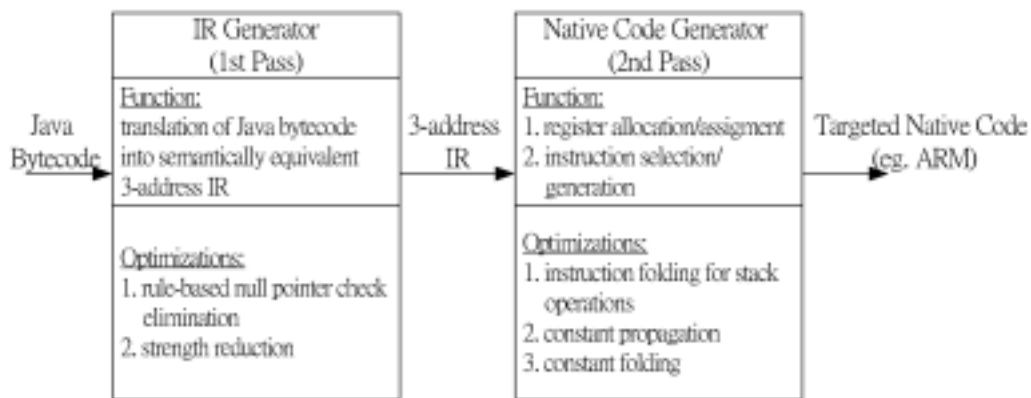 IR Generator
(1st Pass)
Function:
translation of Java bytecode
into semantically equivalent
3-address IR
Optimizations:
1. rule-based null pointer check
elimination
2. strength reduction
Java
Bytecode
3-address
IR
Native Code Generator
(2nd Pass)
Function:
1. register allocation/assigment
2. instruction selection/
generation
Optimizations:
1. instruction folding for stack
operations
2. constant propagation
3. constant folding
Targeted Native Code
(eg. ARM)